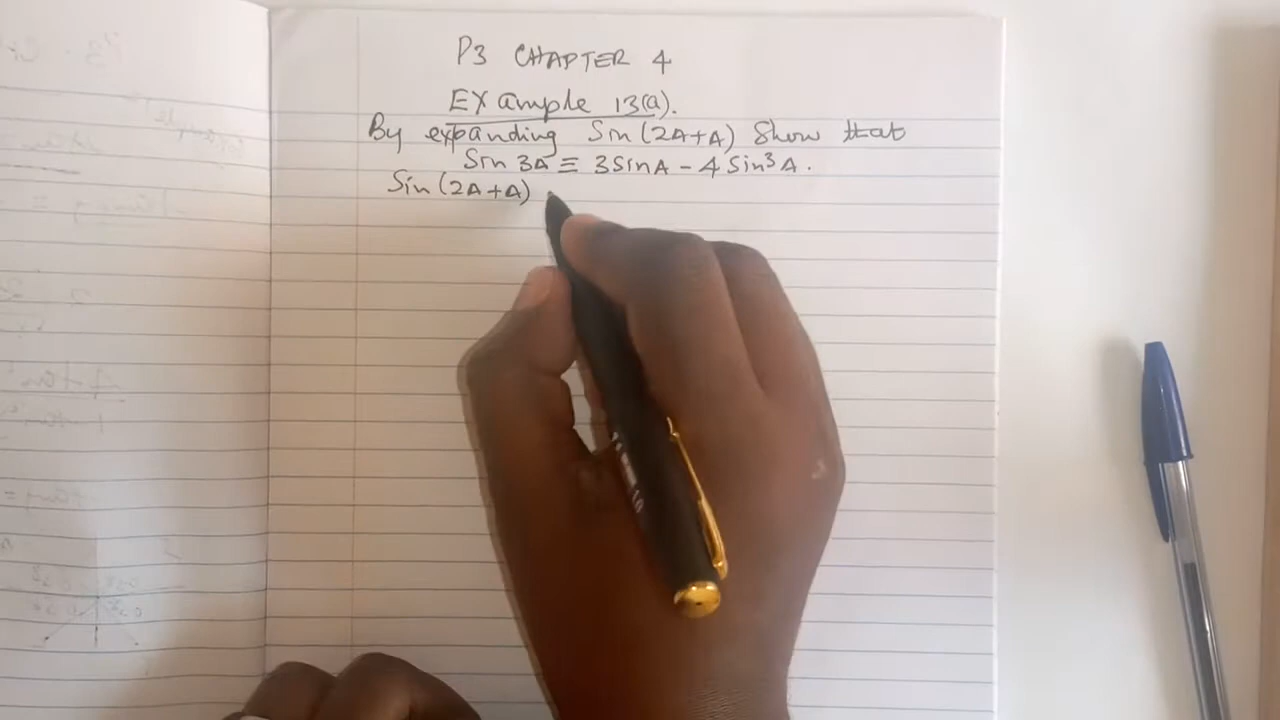 P3 CHAPTER 4
EXample 13(a).
By expanding Sin(2A+A) Show that
Sin 3A ≡ 3SinA - 4 Sin³A.
Sin(2A+A)